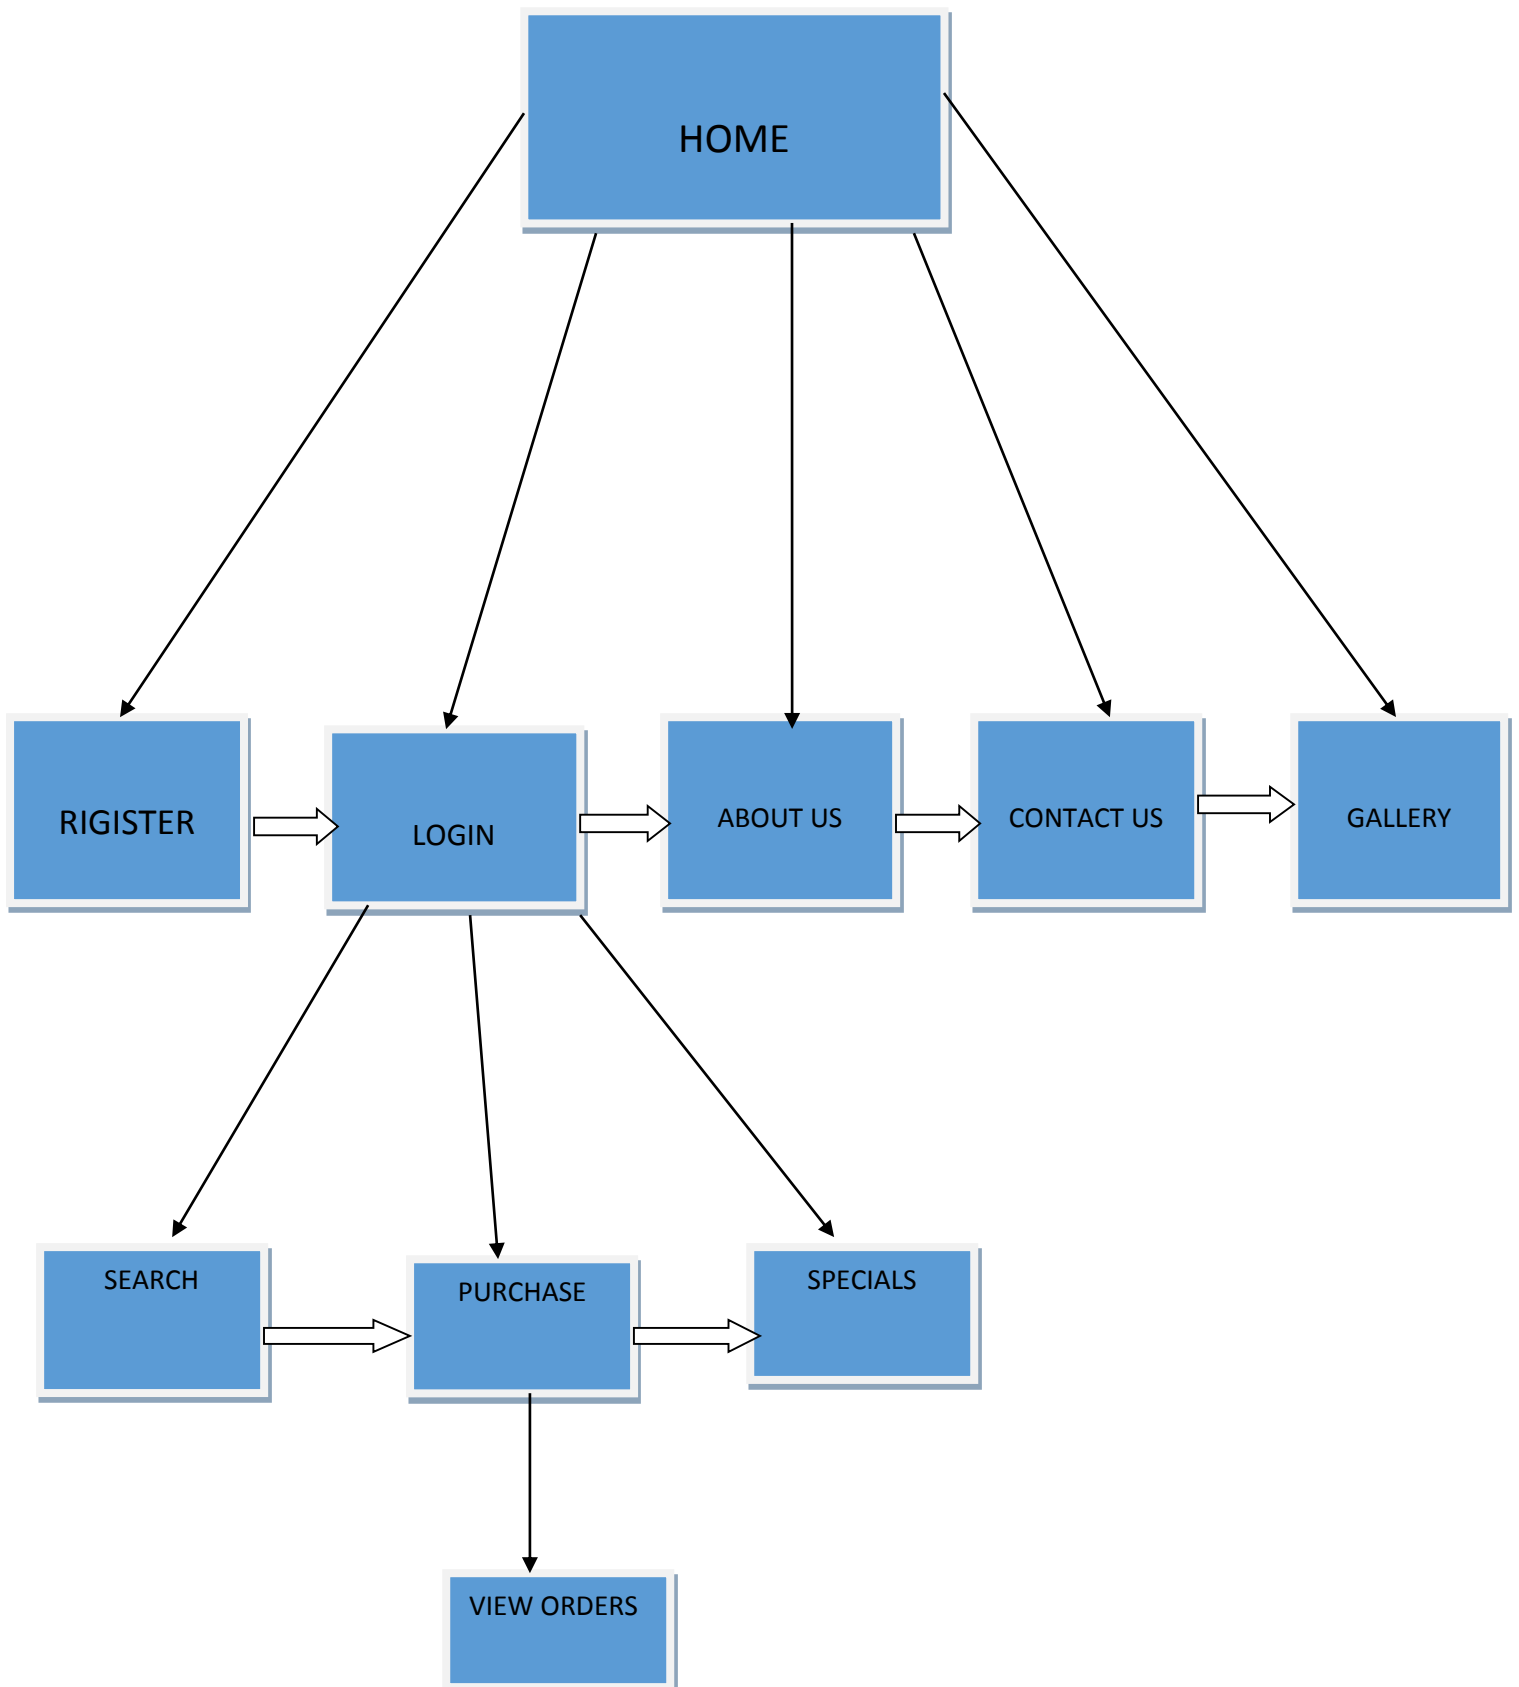 HOME
RIGISTER
LOGIN
ABOUT US
CONTACT US
GALLERY
SEARCH
PURCHASE
SPECIALS
VIEW ORDERS